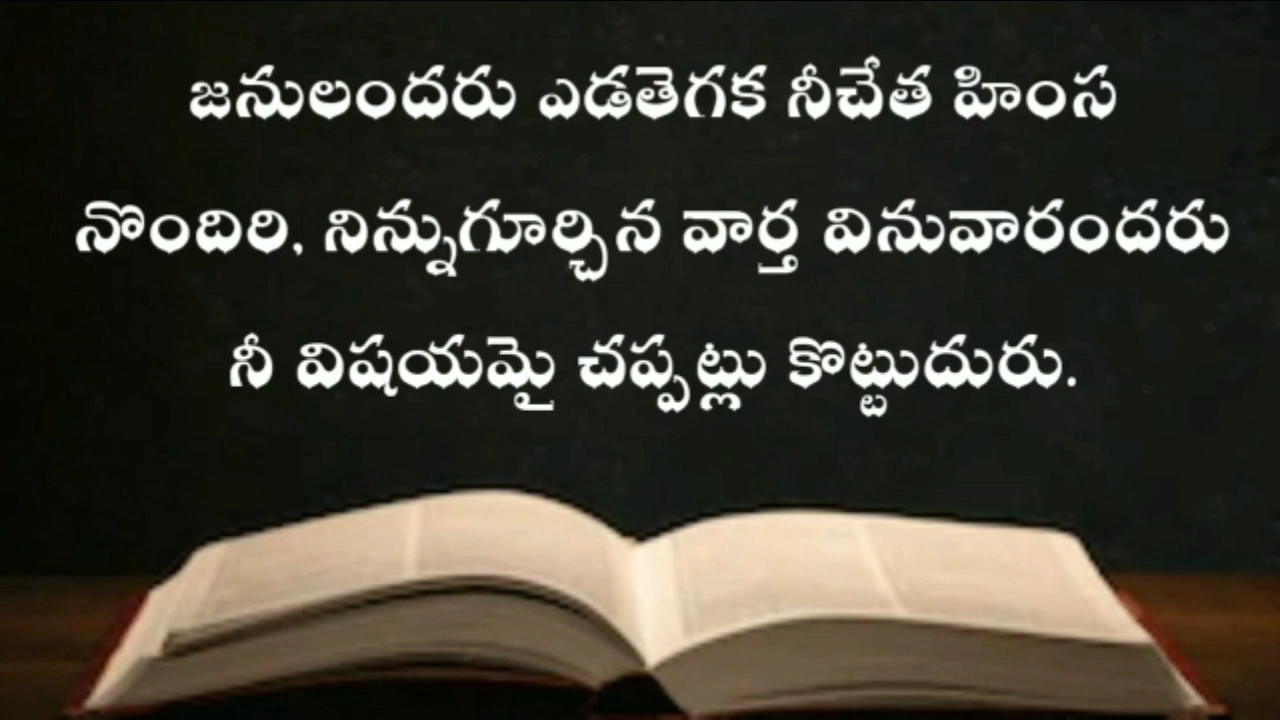 జనులందరు ఎడతెగక నీచేత హింస
నొందిరి, నిన్నుగూర్చిన వార్త వినువారందరు
నీ విషయమై చప్పట్లు కొట్టుదురు.